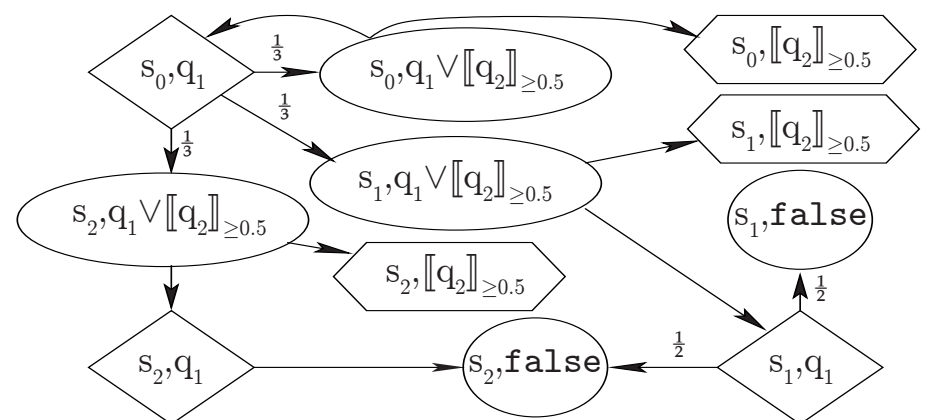 s₀,q₁
1/3
s₀,q₁∨⟦q₂⟧≥0.5
s₀,⟦q₂⟧≥0.5
1/3
s₁,q₁∨⟦q₂⟧≥0.5
s₁,⟦q₂⟧≥0.5
1/3
s₂,q₁∨⟦q₂⟧≥0.5
s₁,false
s₂,⟦q₂⟧≥0.5
1/2
s₂,q₁
s₂,false
1/2
s₁,q₁